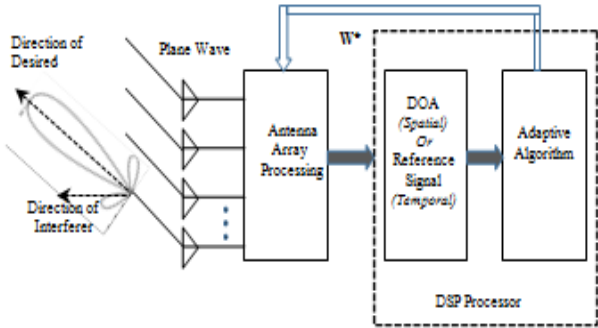 Direction of
Desired
Plane Wave
W*
Antenna
Array
Processing
DOA
(Spatial)
Or
Reference
Signal
(Temporal)
Adaptive
Algorithm
Direction of
Interferer
DSP Processor